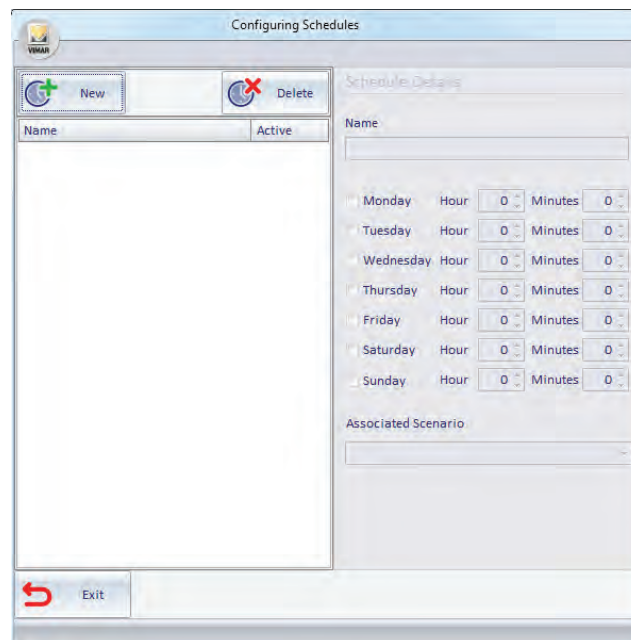 Configuring Schedules
VIMAR
New
Delete
Name
Active
Schedule Details
Name
Monday Hour 0 Minutes 0
Tuesday Hour 0 Minutes 0
Wednesday Hour 0 Minutes 0
Thursday Hour 0 Minutes 0
Friday Hour 0 Minutes 0
Saturday Hour 0 Minutes 0
Sunday Hour 0 Minutes 0
Associated Scenario
Exit